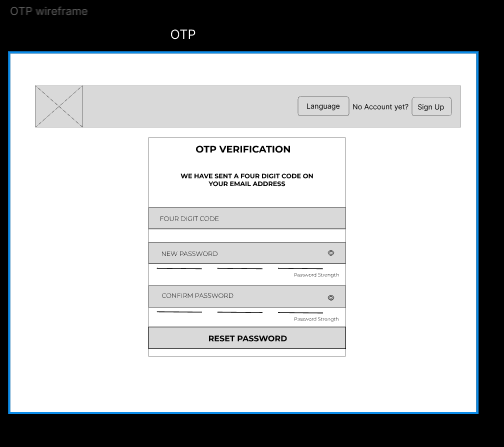 OTP wireframe
OTP
Language No Account yet? Sign Up
OTP VERIFICATION
WE HAVE SENT A FOUR DIGIT CODE ON
YOUR EMAIL ADDRESS
FOUR DIGIT CODE
NEW PASSWORD
Password Strength
CONFIRM PASSWORD
Password Strength
RESET PASSWORD